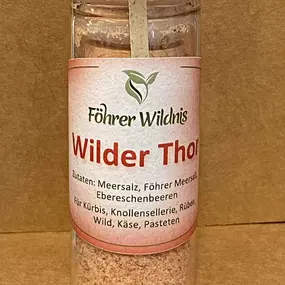 Föhrer Wildnis
Wilder Thor
Zutaten: Meersalz, Föhrer Meersalz,
Ebereschenbeeren
Für Kürbis, Knollensellerie, Rüben,
Wild, Käse, Pasteten